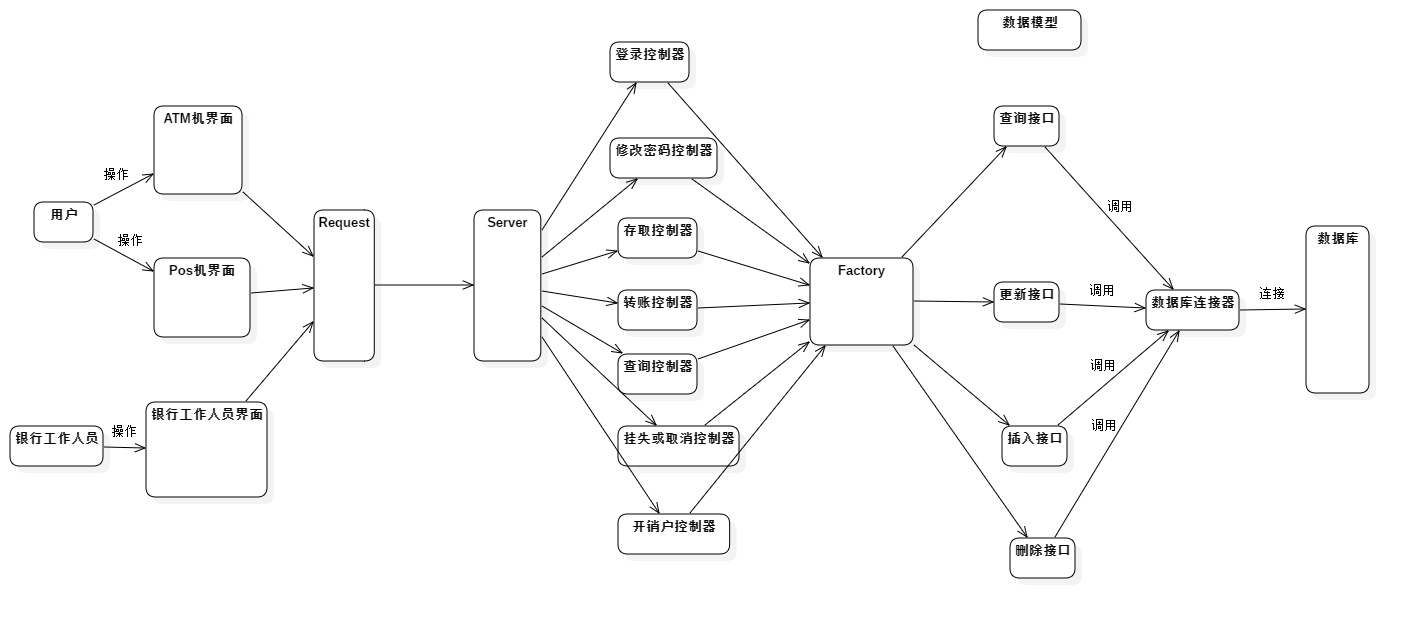 数据模型
登录控制器
ATM机界面
查询接口
修改密码控制器
操作
用户
调用
Request
Server
存取控制器
操作
数据库
Pos机界面
Factory
转账控制器
更新接口
调用
数据库连接器
连接
查询控制器
调用
银行工作人员界面
操作
银行工作人员
挂失或取消控制器
插入接口
调用
开销户控制器
删除接口